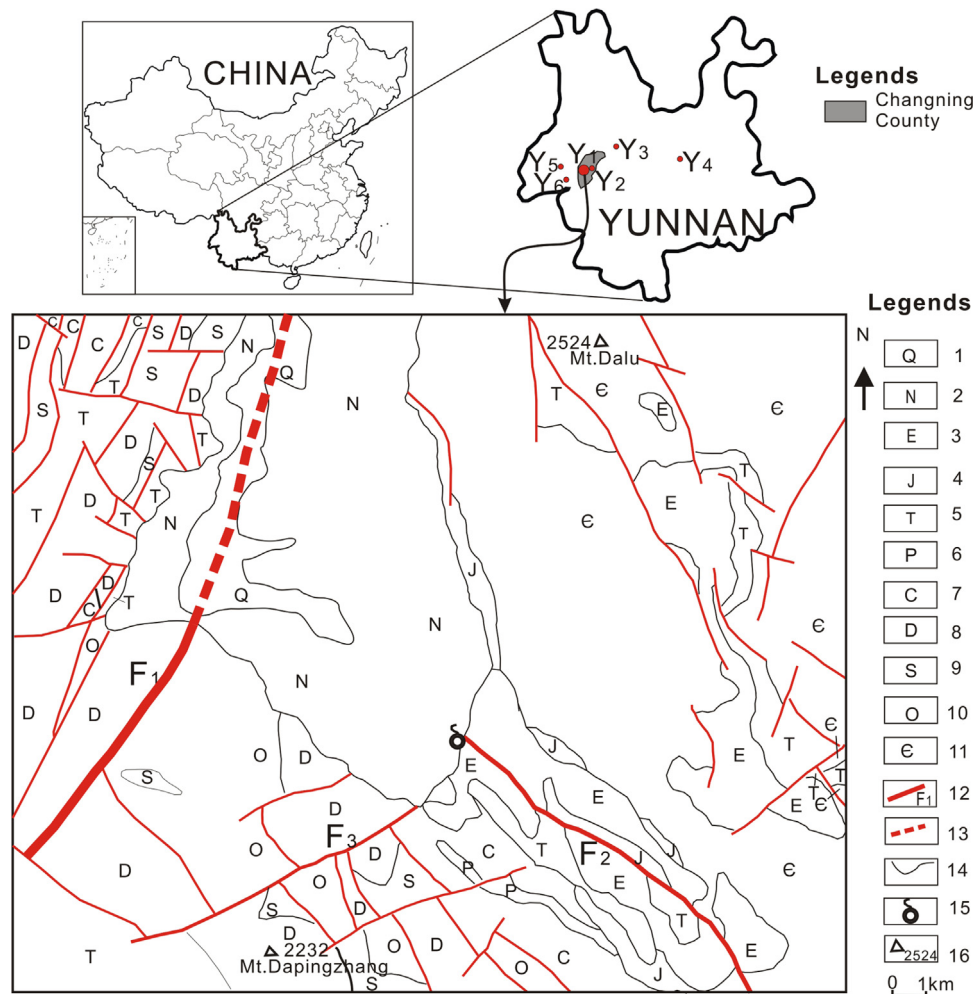 CHINA
Legends
Changning
County
Y1
Y3
Y4
Y5
Y2
Y6
YUNNAN
Legends
N
Q 1
N 2
E 3
J 4
T 5
P 6
C 7
D 8
S 9
O 10
Є 11
F1 12
13
14
15
2524 16
0 1km
D C C C S D S N Q
2524
Mt.Dalu
T Є E Є
C T S D N
S T
D T
S
T D T T N
E T T
Є
D D C T
Q J N
O Є
F1
D D N
O D
S E J E T Є
D E T T Є E Є
F3 F2
D O D C T J J Є
P E
O S P
S D T E
D O D C J
T
2232
Mt.Dapingzhang
S O